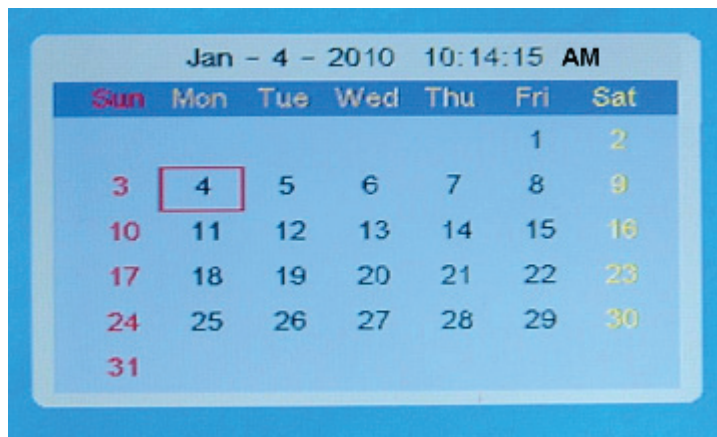 Jan - 4 - 2010 10:14:15 AM
Sun Mon Tue Wed Thu Fri Sat
1 2
3 4 5 6 7 8 9
10 11 12 13 14 15 16
17 18 19 20 21 22 23
24 25 26 27 28 29 30
31